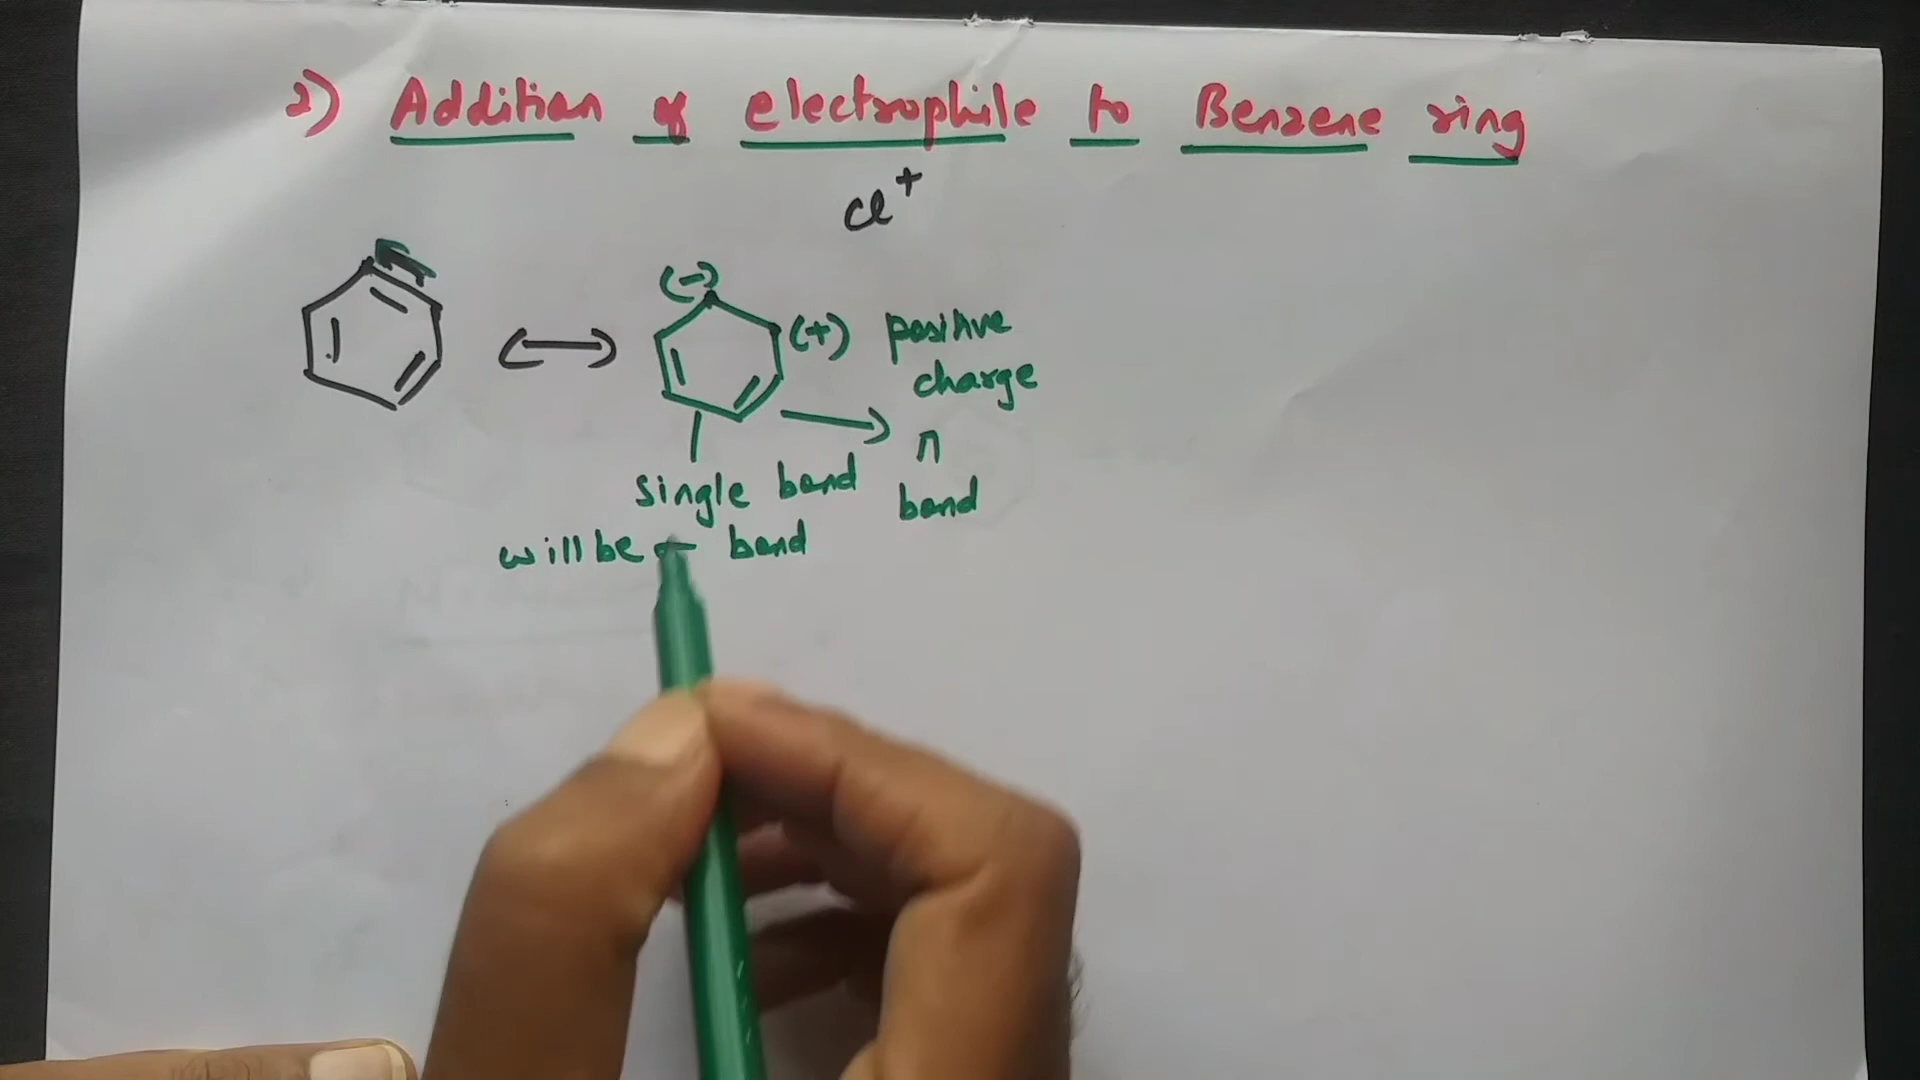 2) Addition of electrophile to Benzene ring
Cl+
(-)
(+) positive
charge
π
single bond bond
will be σ bond